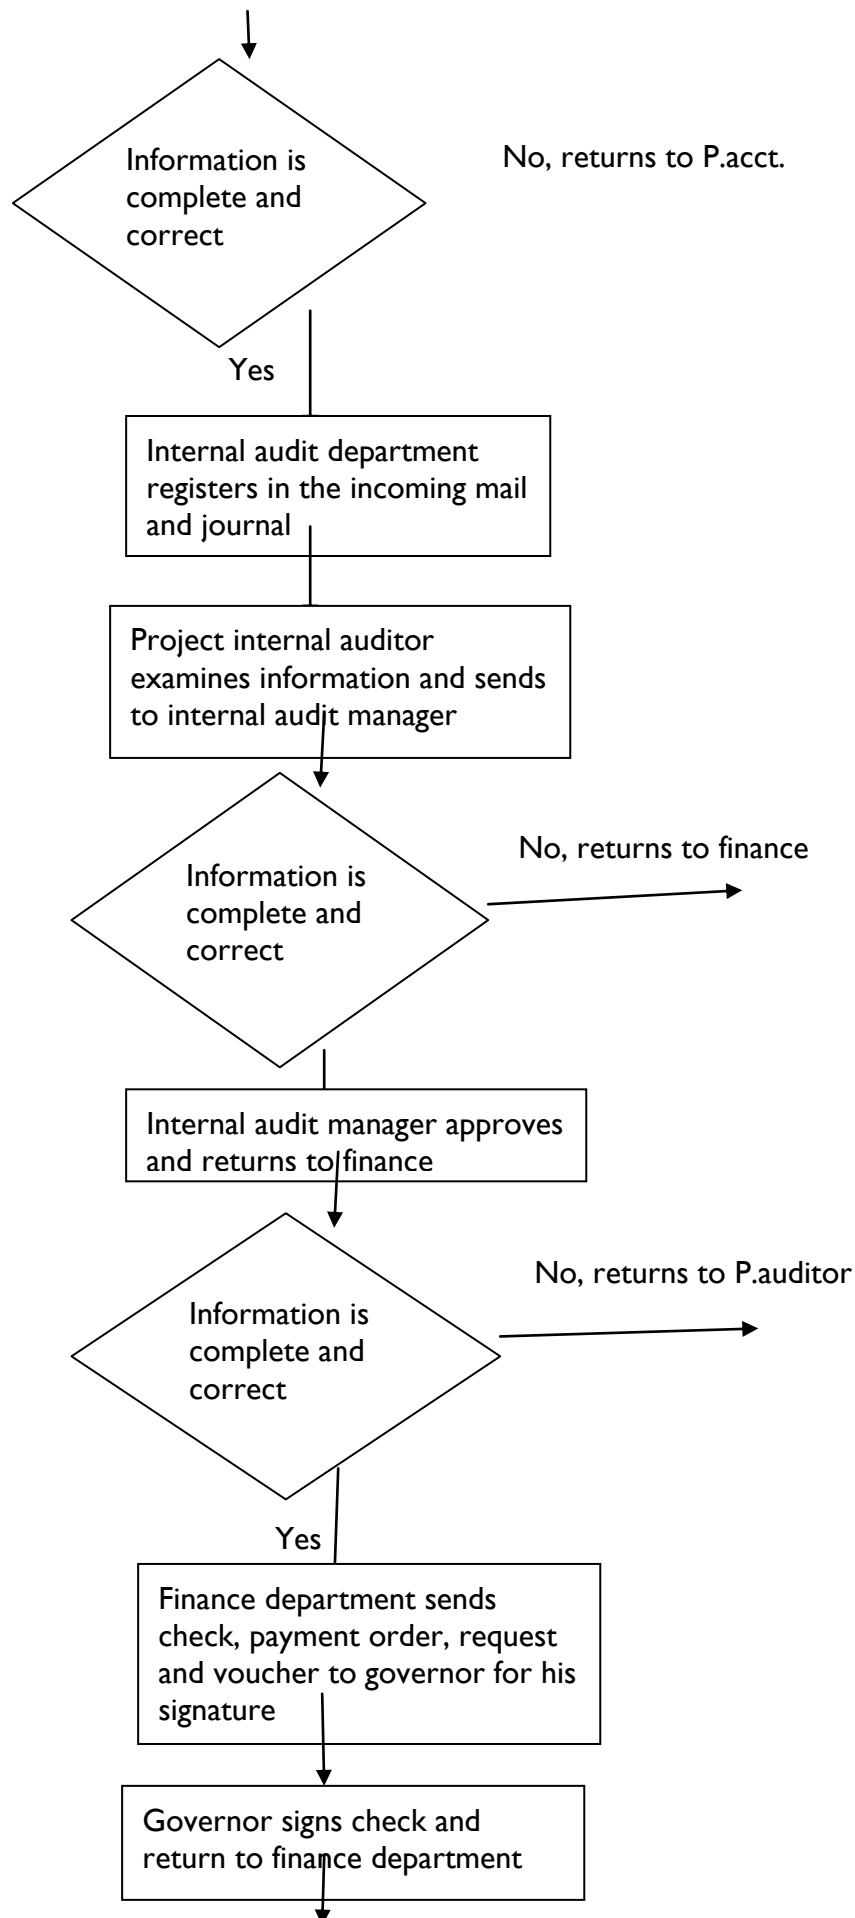 Information is
complete and
correct
No, returns to P.acct.
Yes
Internal audit department
registers in the incoming mail
and journal
Project internal auditor
examines information and sends
to internal audit manager
No, returns to finance
Information is
complete and
correct
Internal audit manager approves
and returns to finance
No, returns to P.auditor
Information is
complete and
correct
Yes
Finance department sends
check, payment order, request
and voucher to governor for his
signature
Governor signs check and
return to finance department